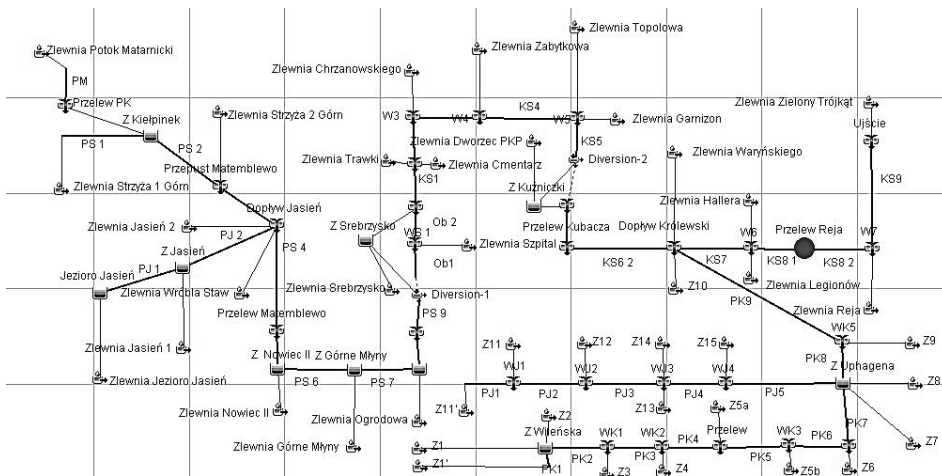 Zlewnia Topolowa
Zlewnia Potok Matarnicki
Zlewnia Zabytkowa
Zlewnia Chrzanowskiego
PM
Przelew PK
Zlewnia Zielony Trójkąt
Z Kiełpinek
Zlewnia Strzyża 2 Górn
W3
KS4
W4
W5
Zlewnia Garnizon
Ujście
PS 1
PS 2
Zlewnia Dworzec PKP
KS5
Zlewnia Trawki
Zlewnia Cmentarz
Diversion-2
Zlewnia Waryńskiego
Przepust Matemblewo
KS1
KS9
Zlewnia Strzyża 1 Górn
Z Kuźniczki
Zlewnia Hallera
Dopływ Jasień
Zlewnia Jasień 2
Z Srebrzysko
Ob 2
Przelew Kubacza
Dopływ Królewski
Przelew Reja
PJ 2
WS 1
Zlewnia Szpital
W6
W7
Z Jasień
PS 4
Ob1
KS6 2
KS7
KS8 1
KS8 2
PJ 1
Jezioro Jasień
Zlewnia Wróbla Staw
Zlewnia Srebrzysko
Diversion-1
Z10
Zlewnia Legionów
PK9
Przelew Matemblewo
PS 9
Zlewnia Reja
Zlewnia Jasień 1
Z11
Z12
Z14
Z15
WK5
Z9
Z Nowiec II
Z Górne Młyny
PK8
WJ1
WJ2
WJ3
WJ4
Z Uphagena
Zlewnia Jezioro Jasień
PS 6
PS 7
PJ1
PJ2
PJ3
PJ4
PJ5
Z8
Zlewnia Nowiec II
Zlewnia Ogrodowa
Z11'
Z2
Z13
Z5a
PK7
Z Wileńska
WK1
WK2
Przelew
WK3
Zlewnia Górne Młyny
Z1
PK4
PK6
Z7
PK2
PK3
PK5
Z1'
PK1
Z3
Z4
Z5b
Z6